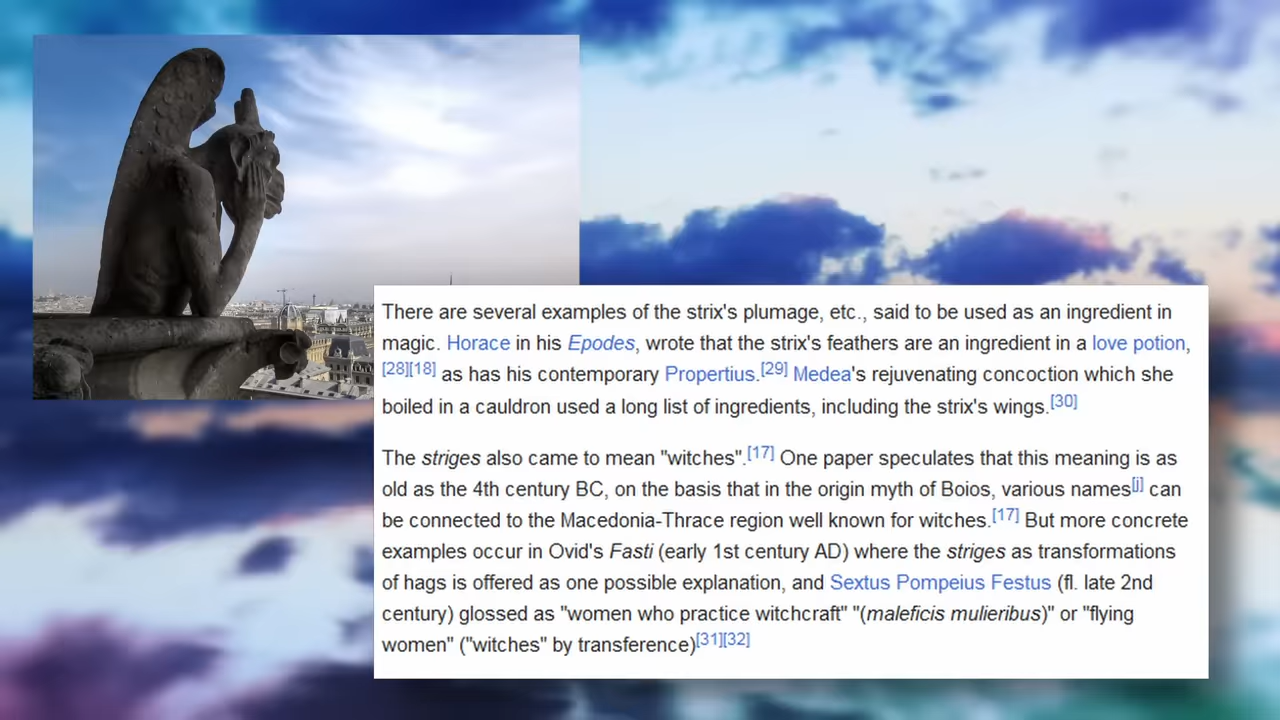 There are several examples of the strix's plumage, etc., said to be used as an ingredient in
magic. Horace in his Epodes, wrote that the strix's feathers are an ingredient in a love potion,
[28][18] as has his contemporary Propertius.[29] Medea's rejuvenating concoction which she
boiled in a cauldron used a long list of ingredients, including the strix's wings.[30]
The striges also came to mean "witches".[17] One paper speculates that this meaning is as
old as the 4th century BC, on the basis that in the origin myth of Boios, various names[j] can
be connected to the Macedonia-Thrace region well known for witches.[17] But more concrete
examples occur in Ovid's Fasti (early 1st century AD) where the striges as transformations
of hags is offered as one possible explanation, and Sextus Pompeius Festus (fl. late 2nd
century) glossed as "women who practice witchcraft" "(maleficis mulieribus)" or "flying
women" ("witches" by transference)[31][32]